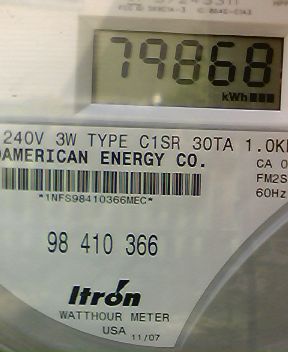 79868
kWh
240V 3W TYPE C1SR 30TA 1.0K
OAMERICAN ENERGY CO.
CA 0
*1NFS98410366MEC*
FM2S
60Hz
98 410 366
Itron
WATTHOUR METER
USA 11/07